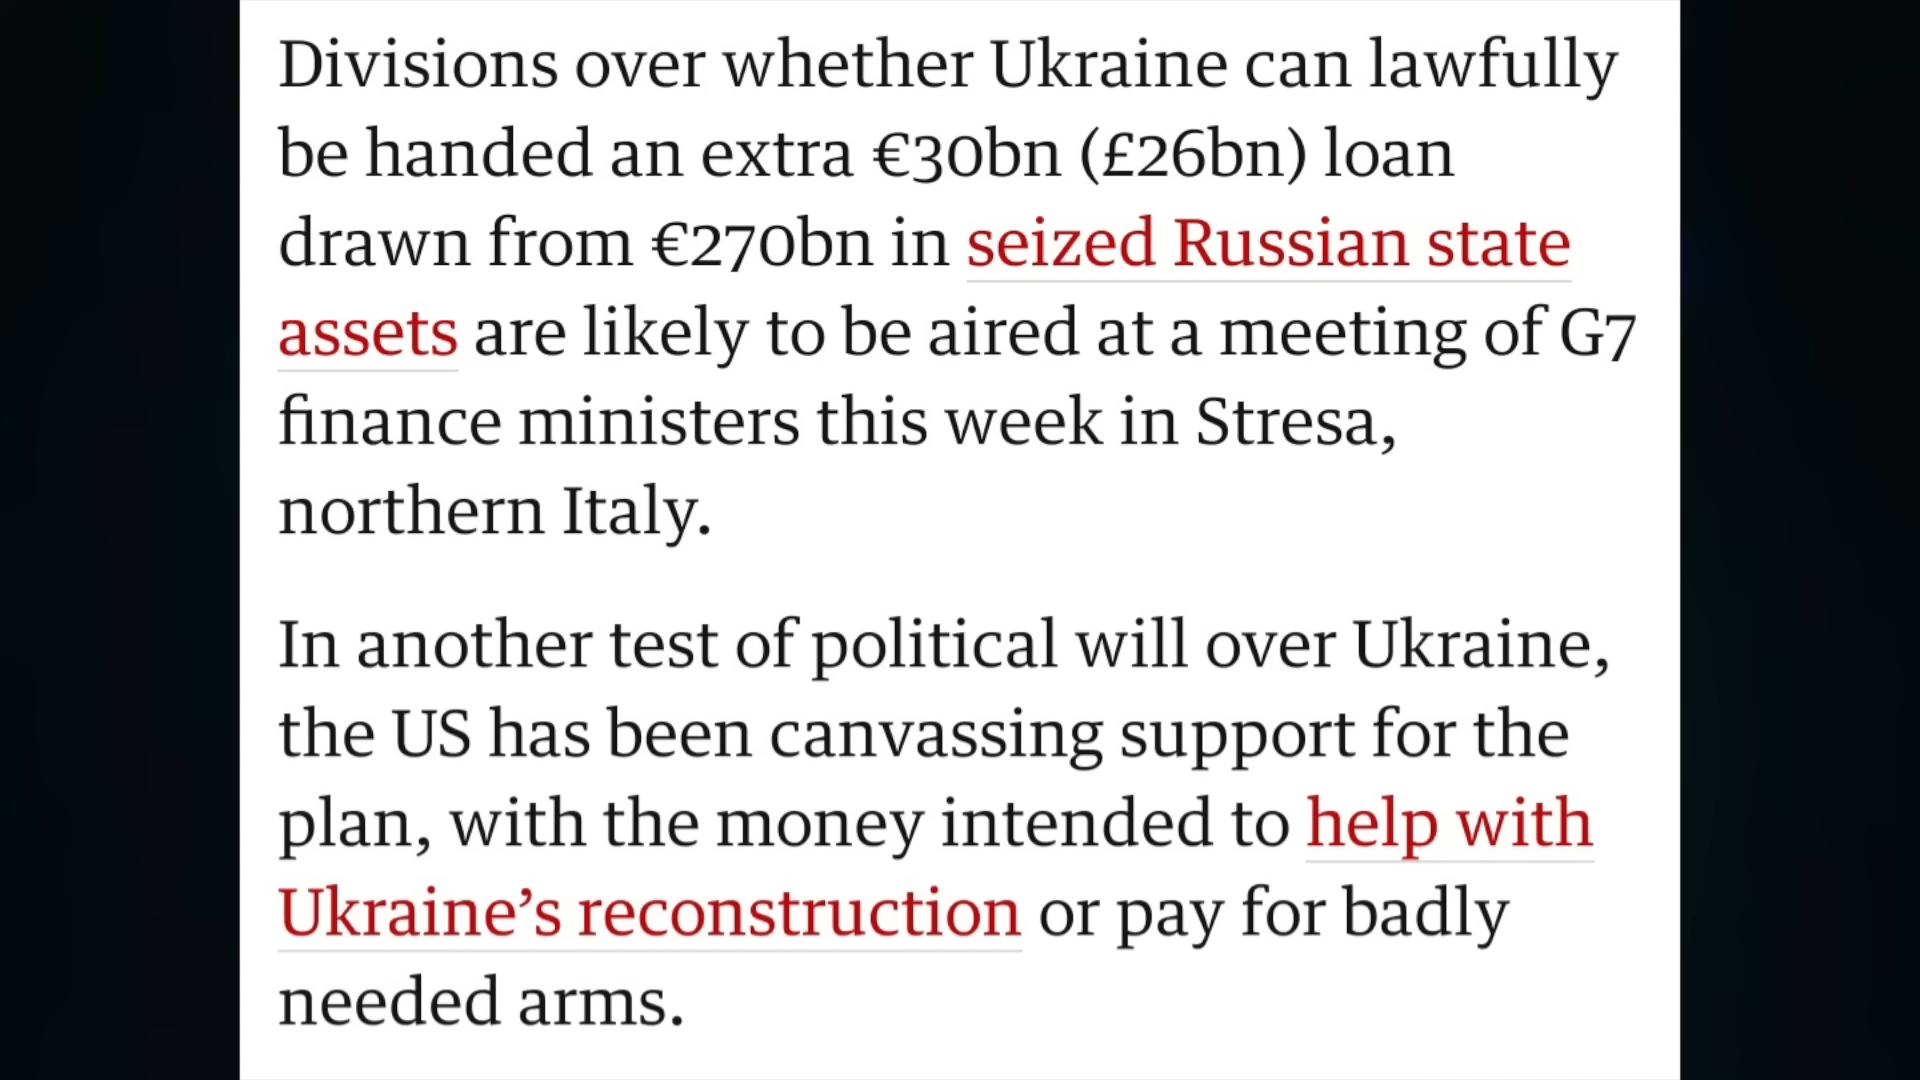 Divisions over whether Ukraine can lawfully
be handed an extra €30bn (£26bn) loan
drawn from €270bn in seized Russian state
assets are likely to be aired at a meeting of G7
finance ministers this week in Stresa,
northern Italy.
In another test of political will over Ukraine,
the US has been canvassing support for the
plan, with the money intended to help with
Ukraine’s reconstruction or pay for badly
needed arms.